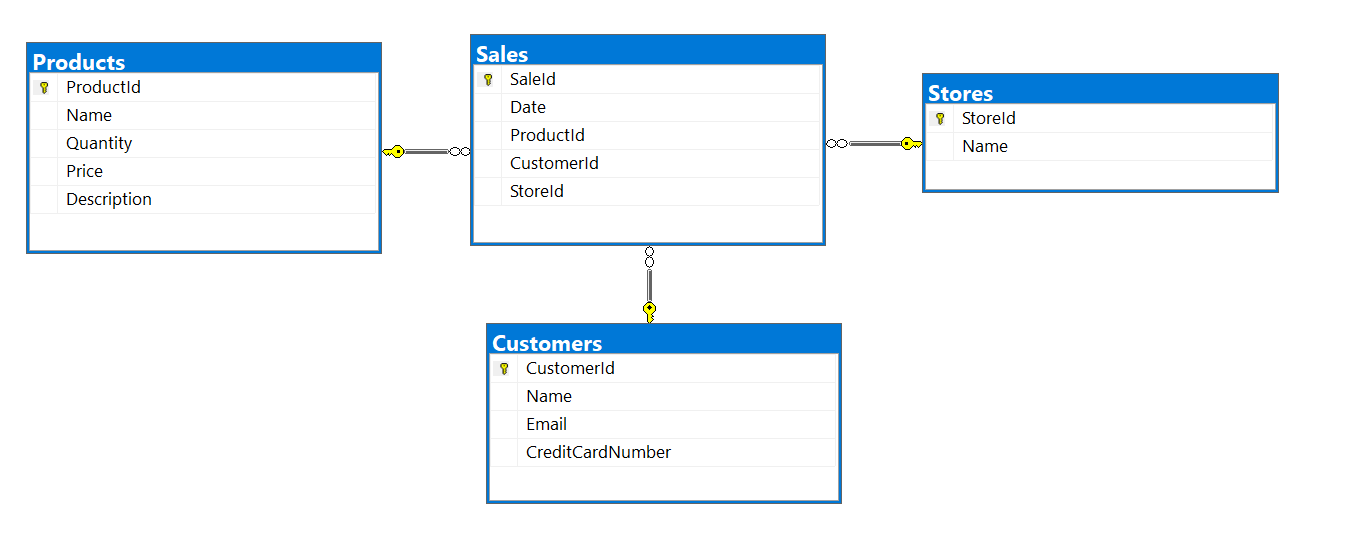 Products
ProductId
Name
Quantity
Price
Description
Sales
SaleId
Date
ProductId
CustomerId
StoreId
Stores
StoreId
Name
Customers
CustomerId
Name
Email
CreditCardNumber